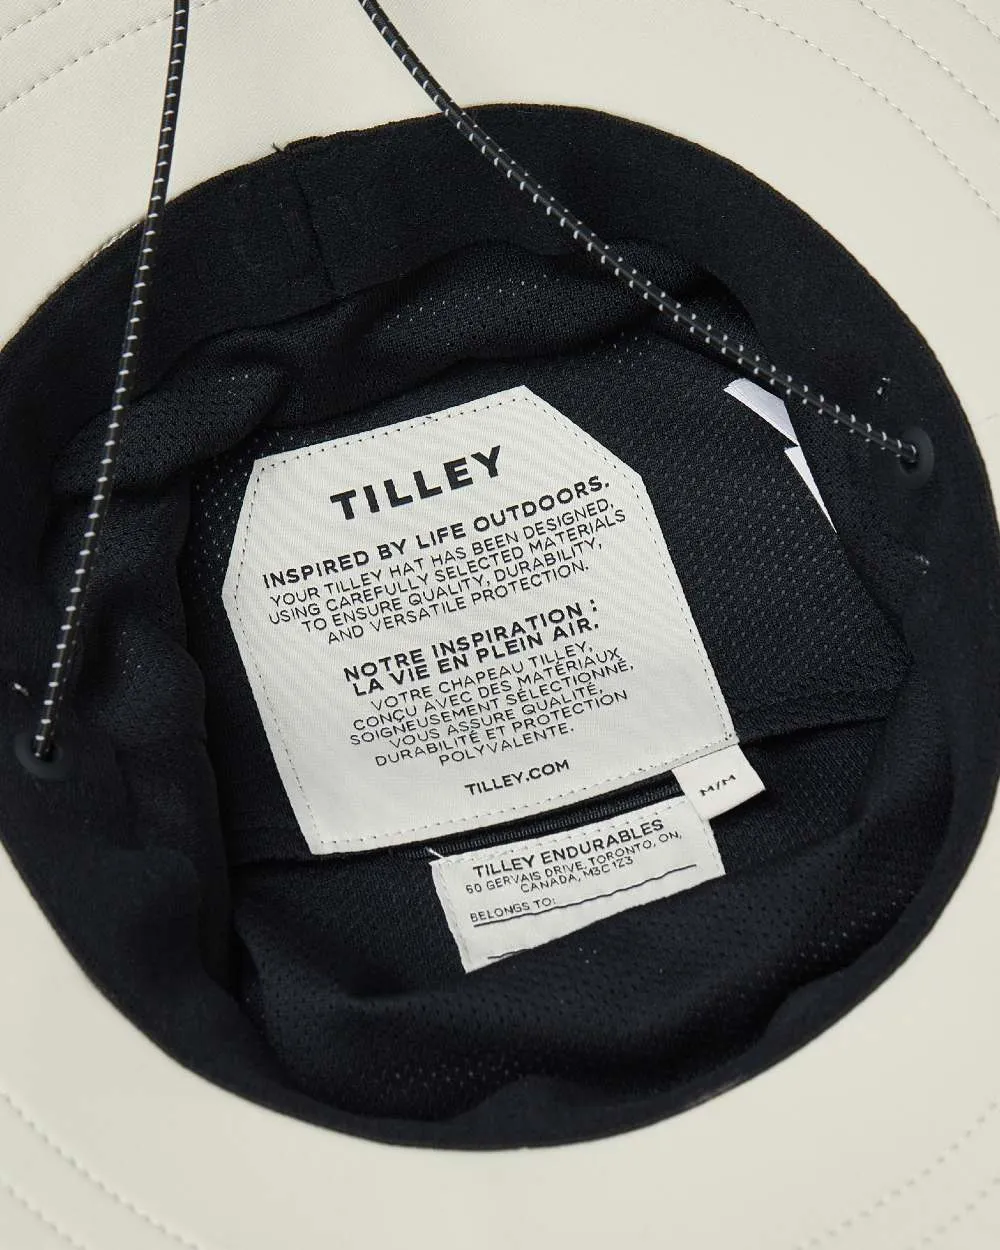 TILLEY
INSPIRED BY LIFE OUTDOORS.
YOUR TILLEY HAT HAS BEEN DESIGNED,
USING CAREFULLY SELECTED MATERIALS
TO ENSURE QUALITY, DURABILITY,
AND VERSATILE PROTECTION.
NOTRE INSPIRATION :
LA VIE EN PLEIN AIR.
VOTRE CHAPEAU TILLEY,
CONÇU AVEC DES MATÉRIAUX
SOIGNEUSEMENT SÉLECTIONNÉ,
VOUS ASSURE QUALITÉ,
DURABILITÉ ET PROTECTION
POLYVALENTE.
TILLEY.COM
M/M
TILLEY ENDURABLES
60 GERVAIS DRIVE, TORONTO, ON,
CANADA, M3C 1Z3
BELONGS TO: